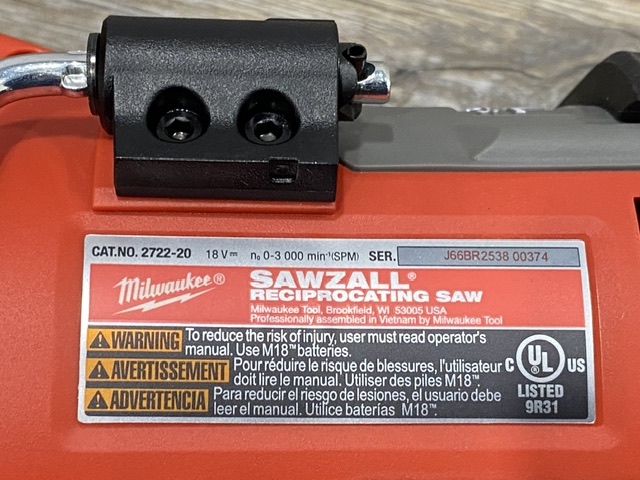 CAT.NO. 2722-20 18 V⎓ n₀ 0-3 000 min⁻¹(SPM) SER. J66BR2538 00374
Milwaukee®
SAWZALL®
RECIPROCATING SAW
Milwaukee Tool, Brookfield, WI 53005 USA
Professionally assembled in Vietnam by Milwaukee Tool
WARNING To reduce the risk of injury, user must read operator's
manual. Use M18™ batteries.
AVERTISSEMENT Pour réduire le risque de blessures, l'utilisateur
doit lire le manual. Utiliser des piles M18™.
ADVERTENCIA Para reducir el riesgo de lesiones, el usuario debe
leer el manual. Utilice baterías M18™.
C UL® US
LISTED
9R31